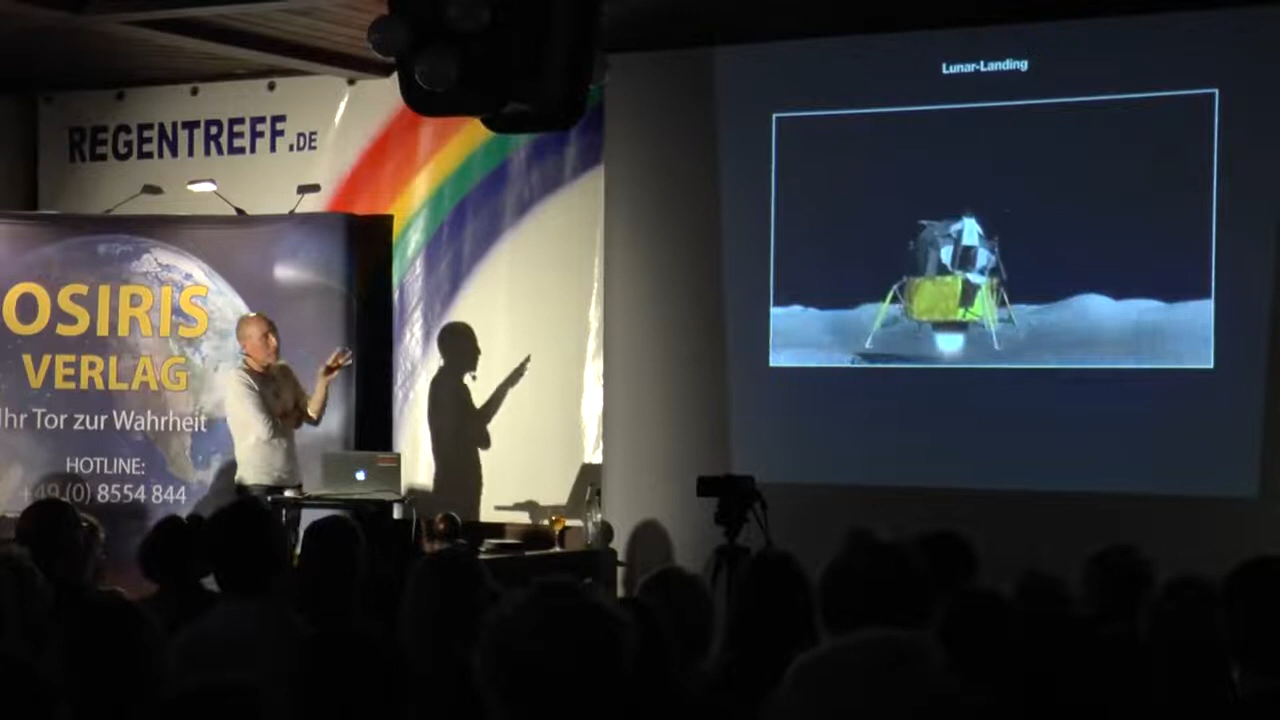 REGENTREFF.DE
OSIRIS
VERLAG
Ihr Tor zur Wahrheit
HOTLINE:
+49 (0) 8554 844
Lunar-Landing